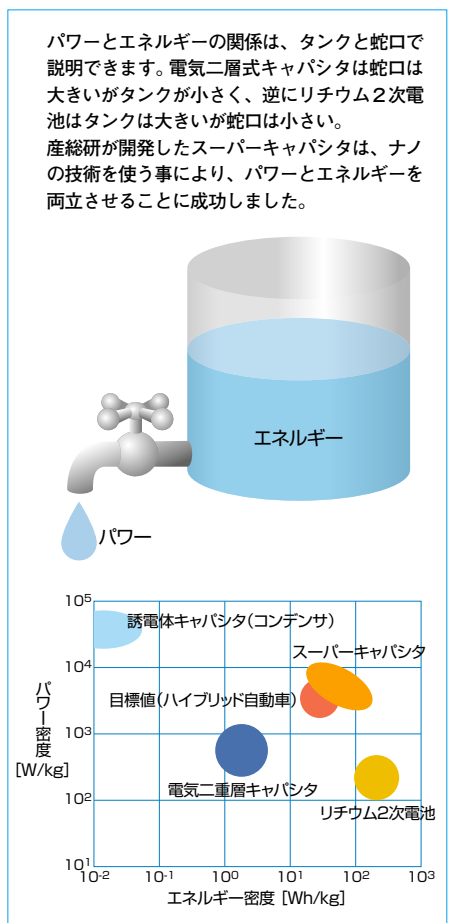 パワーとエネルギーの関係は、タンクと蛇口で
説明できます。電気二層式キャパシタは蛇口は
大きいがタンクが小さく、逆にリチウム２次電
池はタンクは大きいが蛇口は小さい。
産総研が開発したスーパーキャパシタは、ナノ
の技術を使う事により、パワーとエネルギーを
両立させることに成功しました。
エネルギー
パワー
10⁵
誘電体キャパシタ(コンデンサ)
スーパーキャパシタ
10⁴
目標値(ハイブリッド自動車)
パワー密度
[W/kg]
10³
電気二重層キャパシタ
10²
リチウム2次電池
10¹
10⁻² 10⁻¹ 10⁰ 10¹ 10² 10³
エネルギー密度 [Wh/kg]